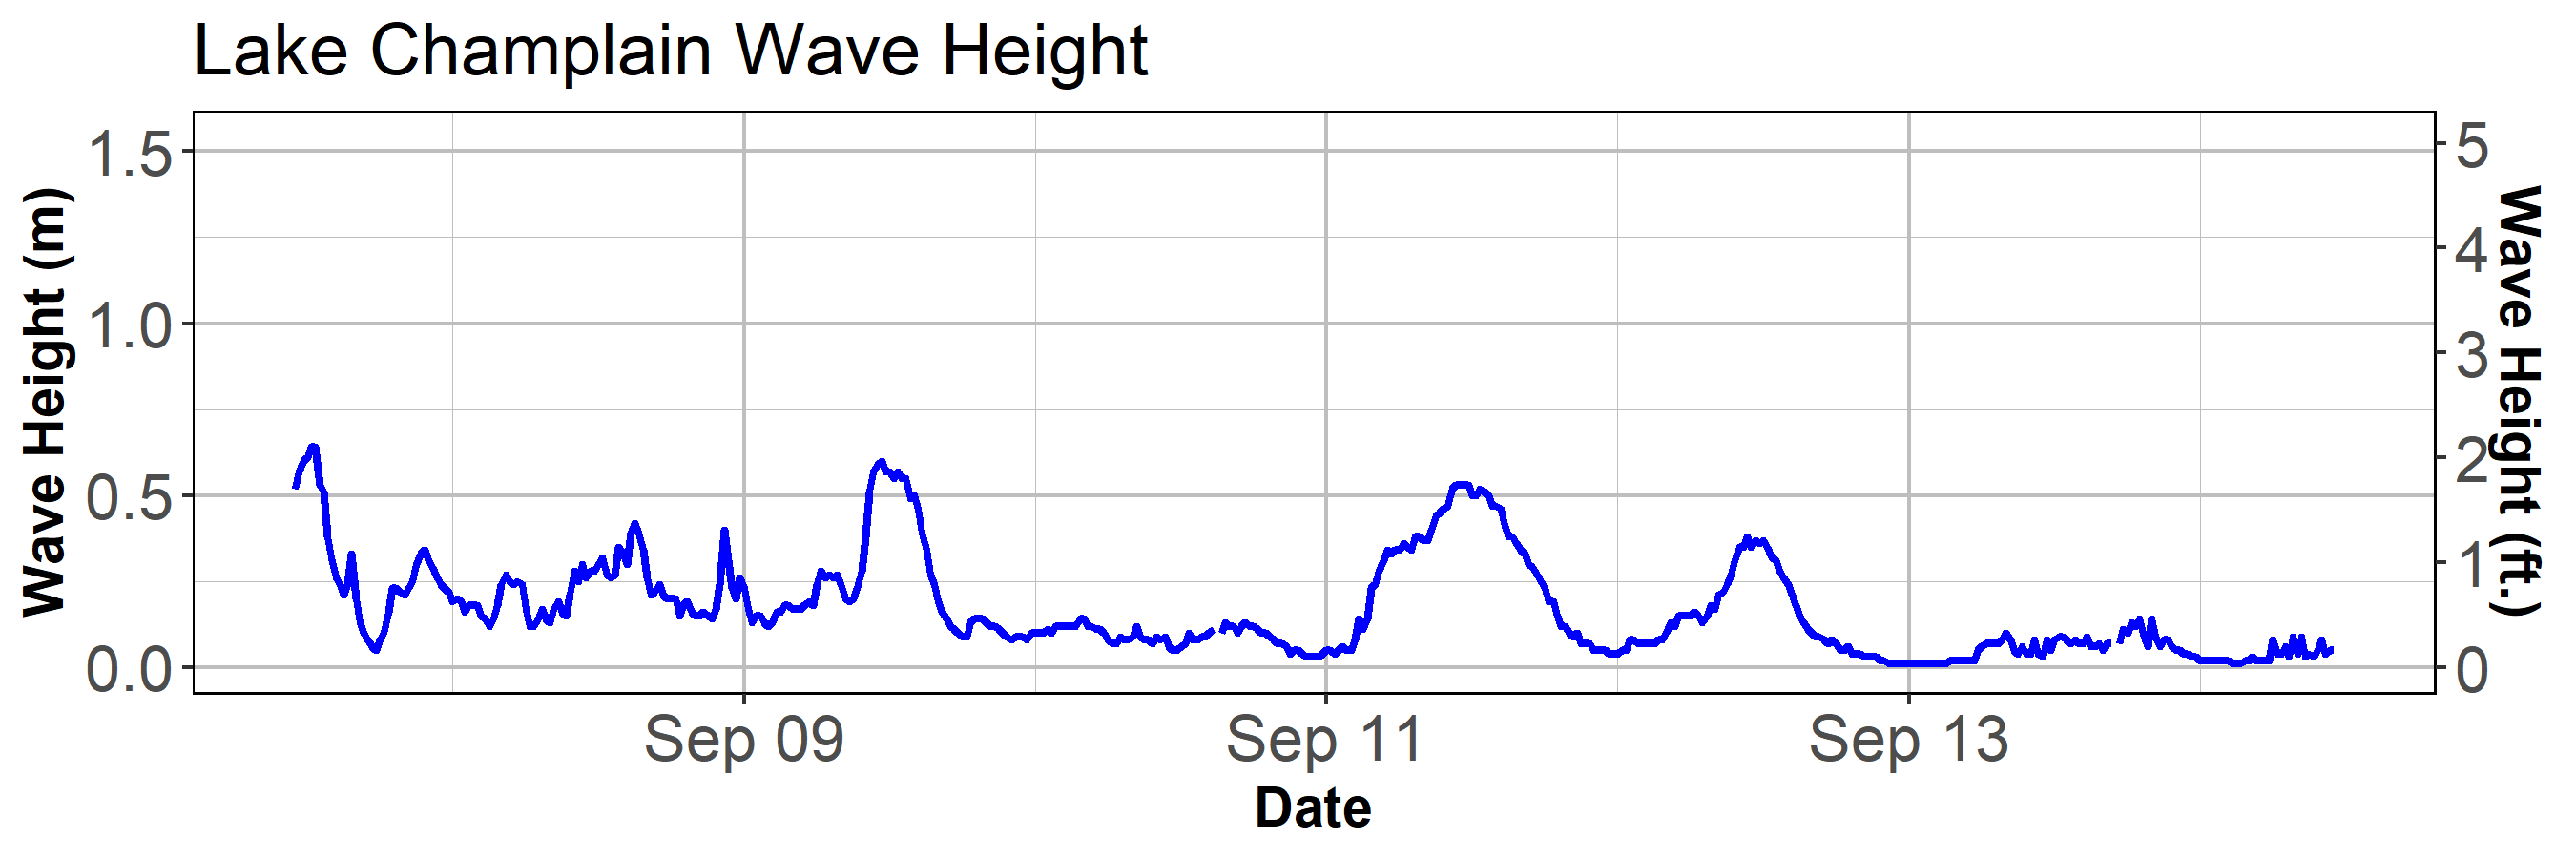 Lake Champlain Wave Height
Wave Height (m)
1.5
1.0
0.5
0.0
5
4
3
2
1
0
Wave Height (ft.)
Sep 09
Sep 11
Sep 13
Date